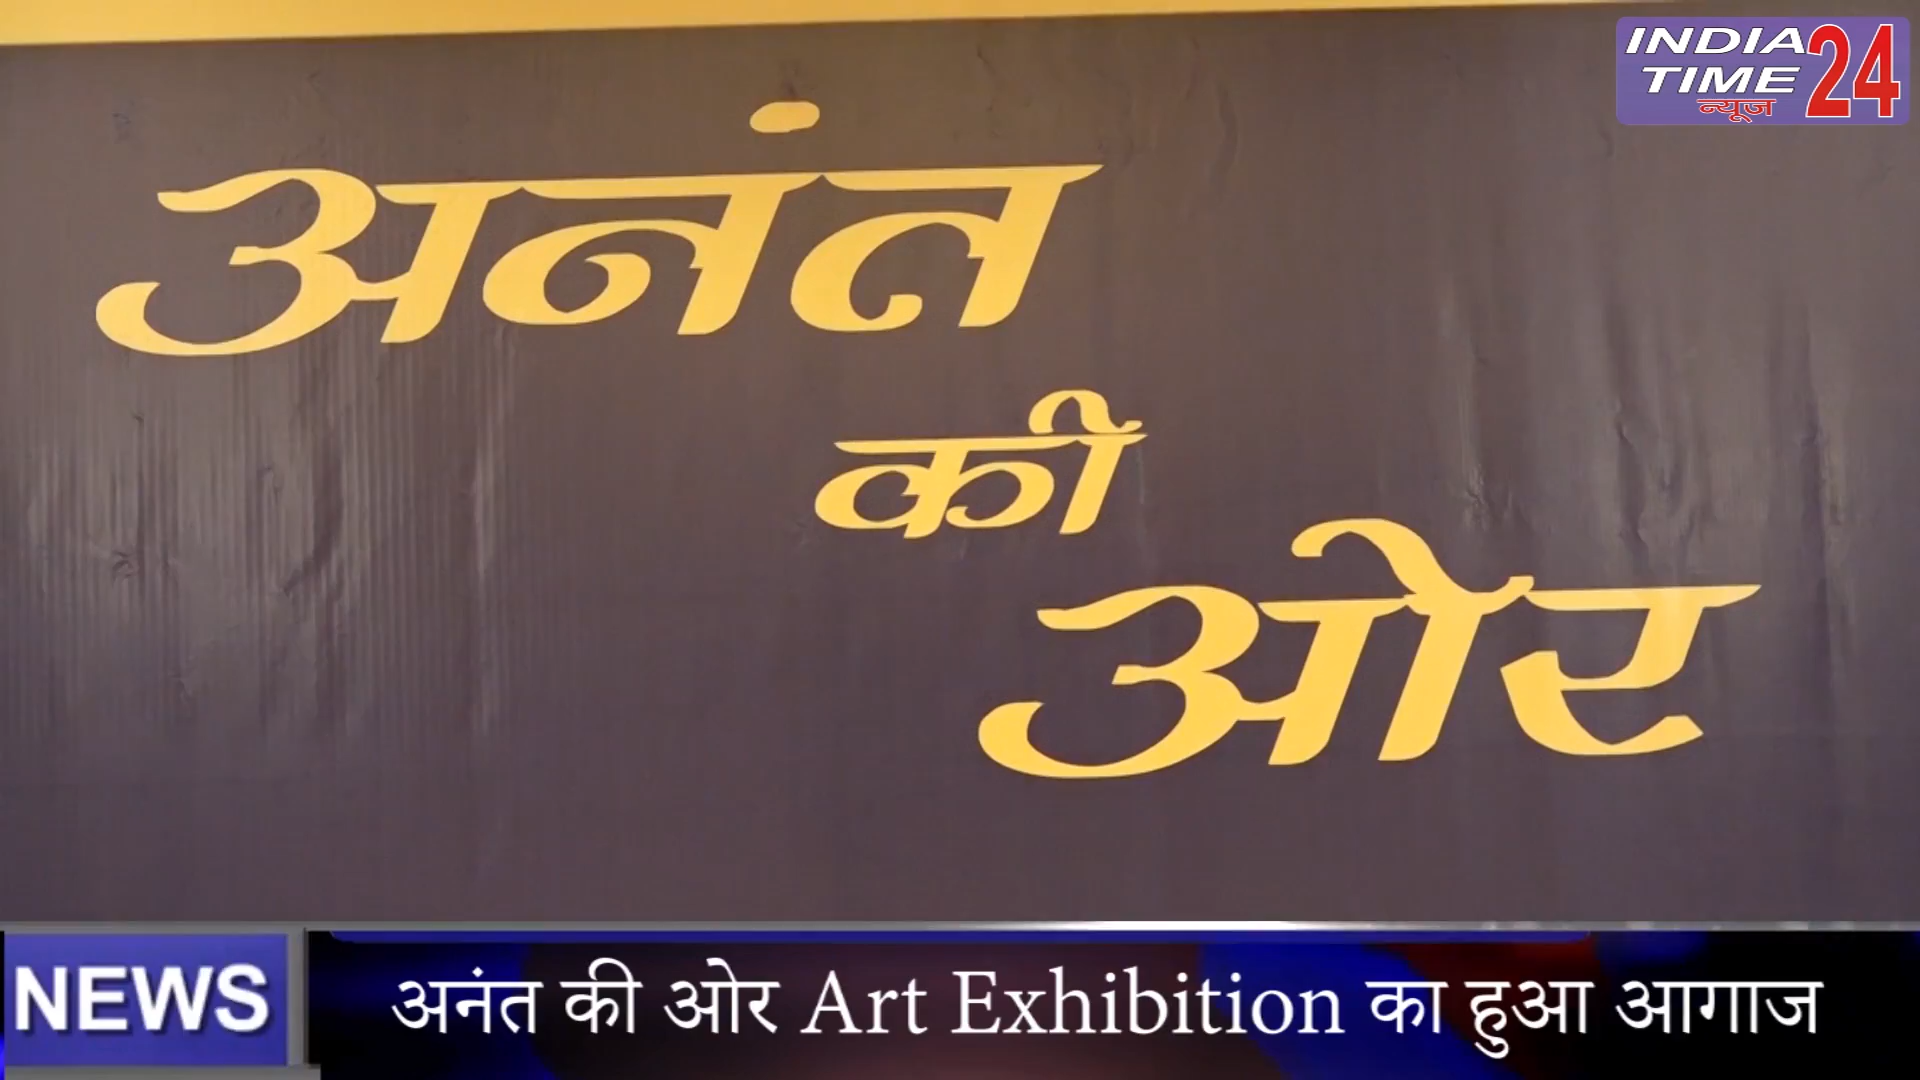 INDIA
TIME 24
न्यूज
अनंत
की
ओर
NEWS
अनंत की ओर Art Exhibition का हुआ आगाज